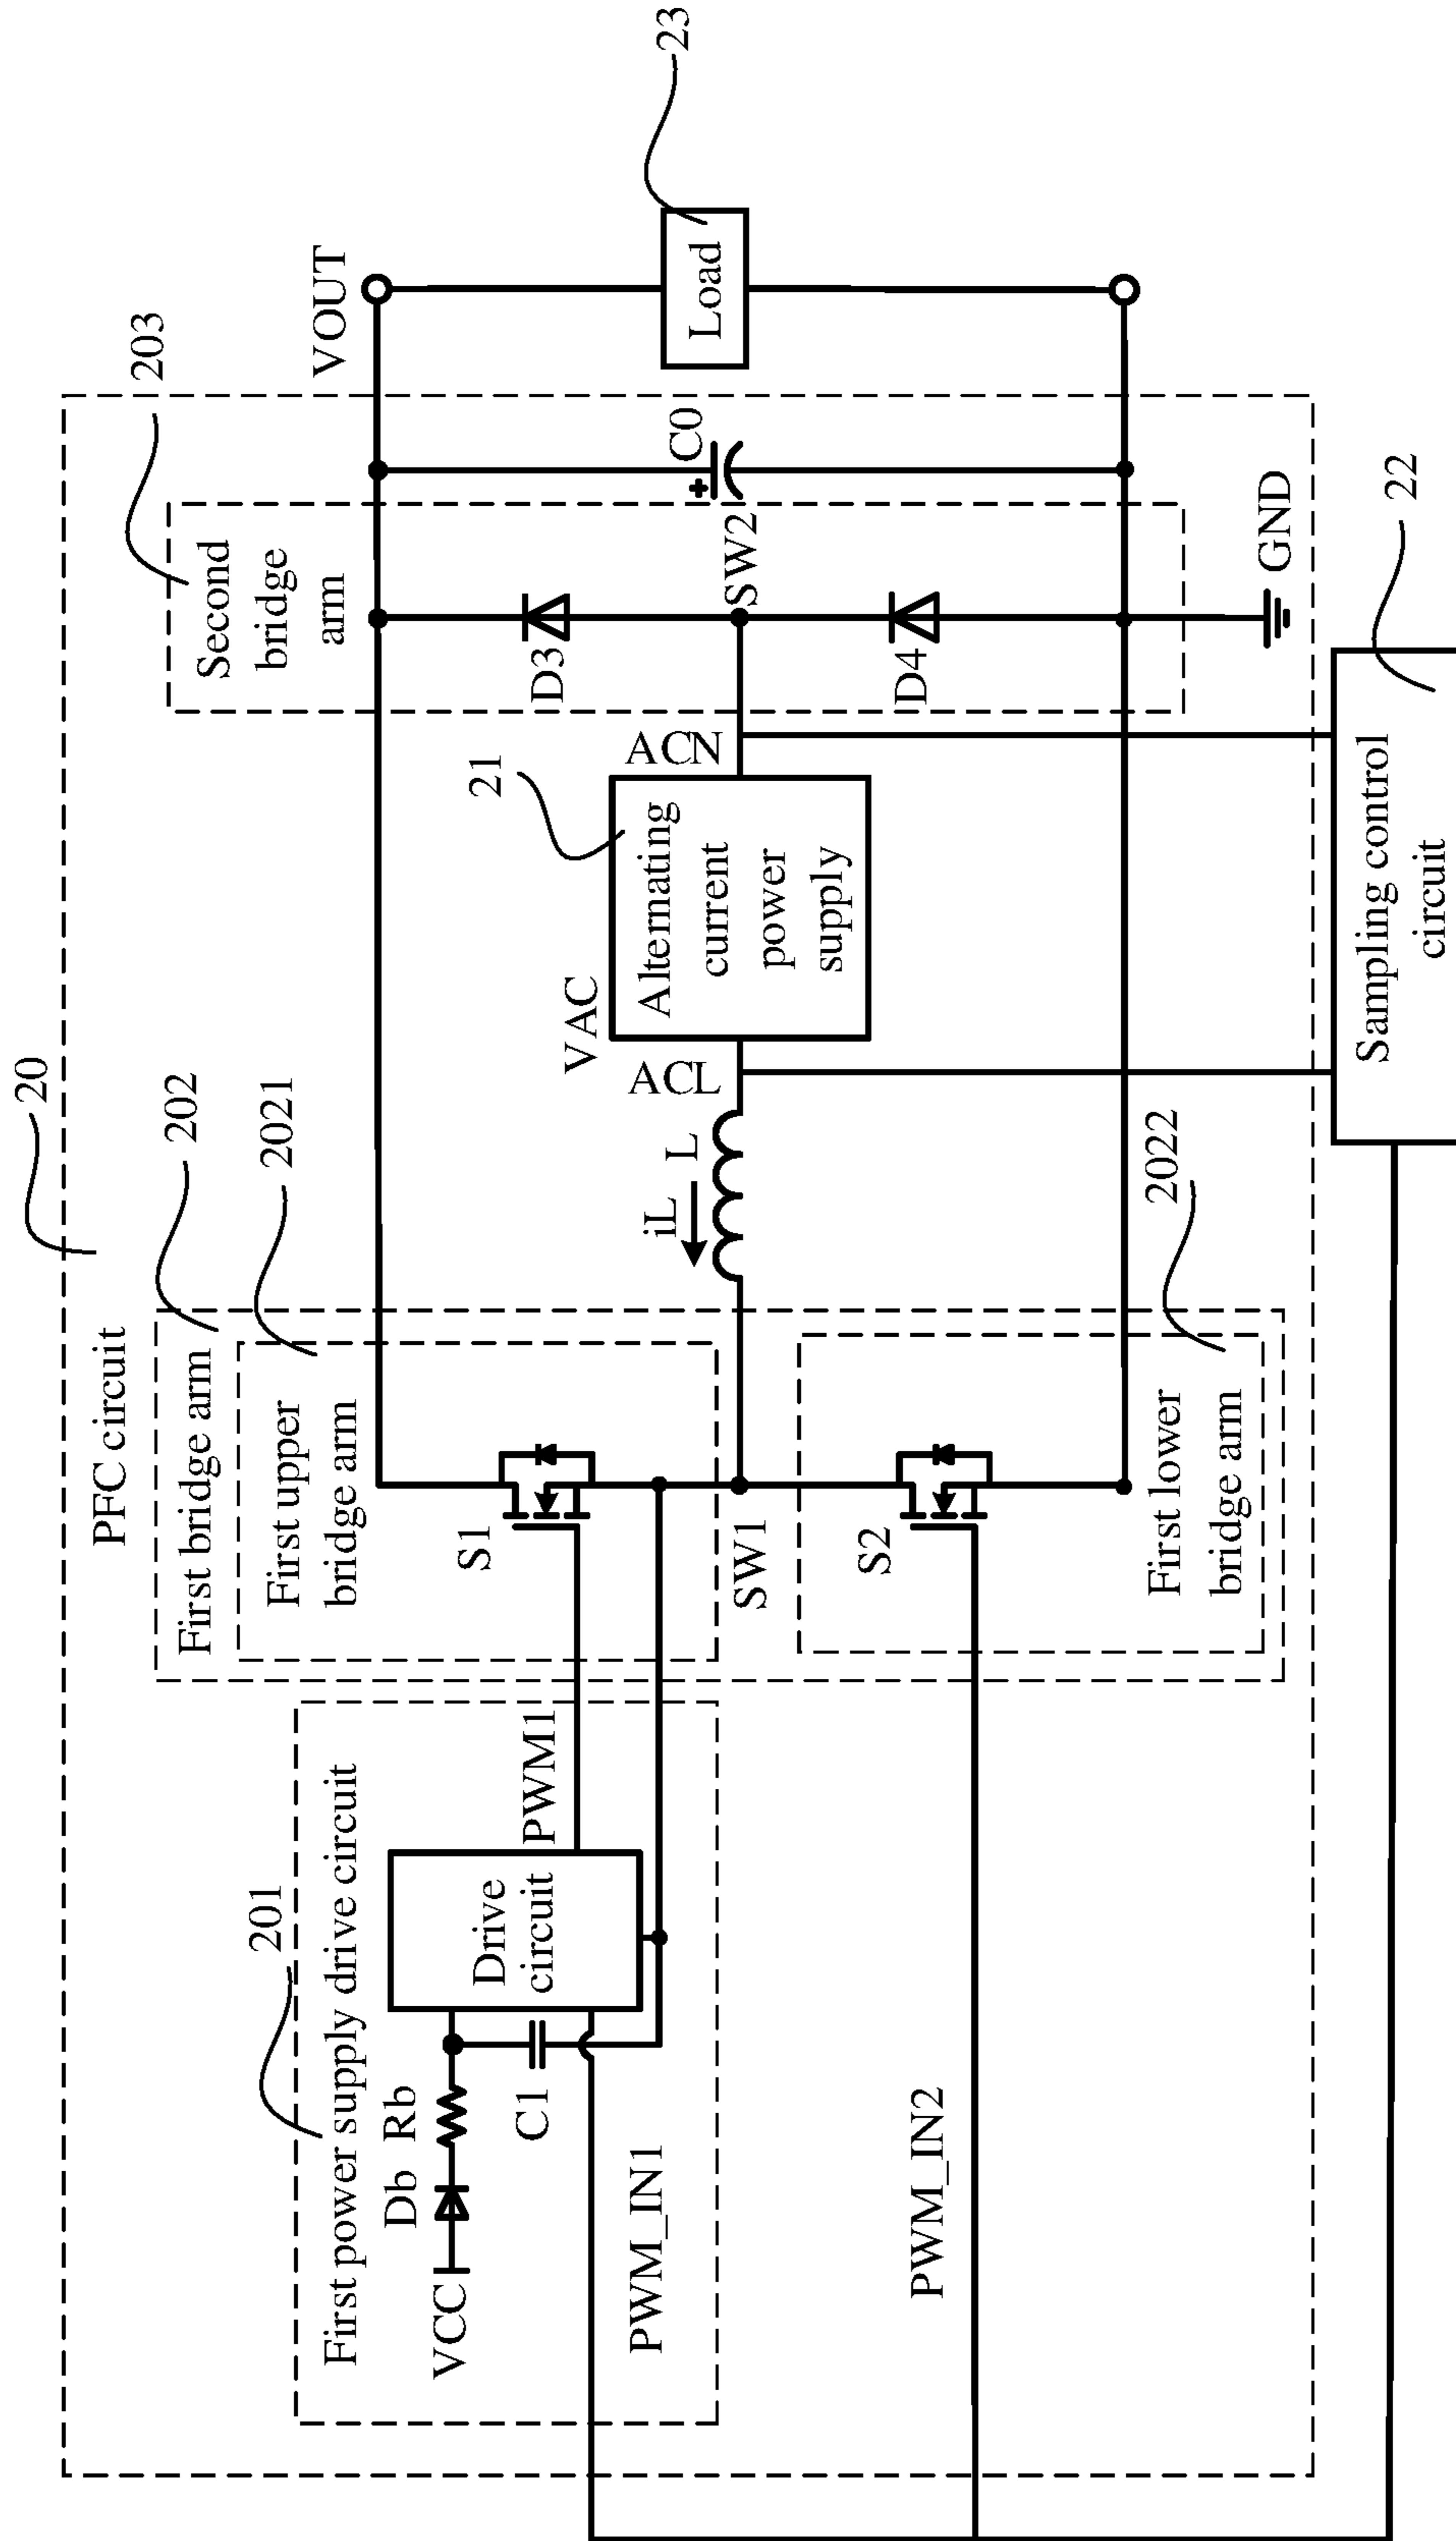 20
PFC circuit
202
First bridge arm
2021
First upper
bridge arm
203
Second
bridge
arm
VOUT
201
First power supply drive circuit
VCC
Db
Rb
C1
Drive
circuit
PWM1
PWM_IN1
S1
SW1
iL
L
ACL
VAC
21
Alternating
current
power
supply
ACN
D3
SW2
D4
C0
+
Load
23
PWM_IN2
S2
First lower
bridge arm
2022
GND
Sampling control
circuit
22